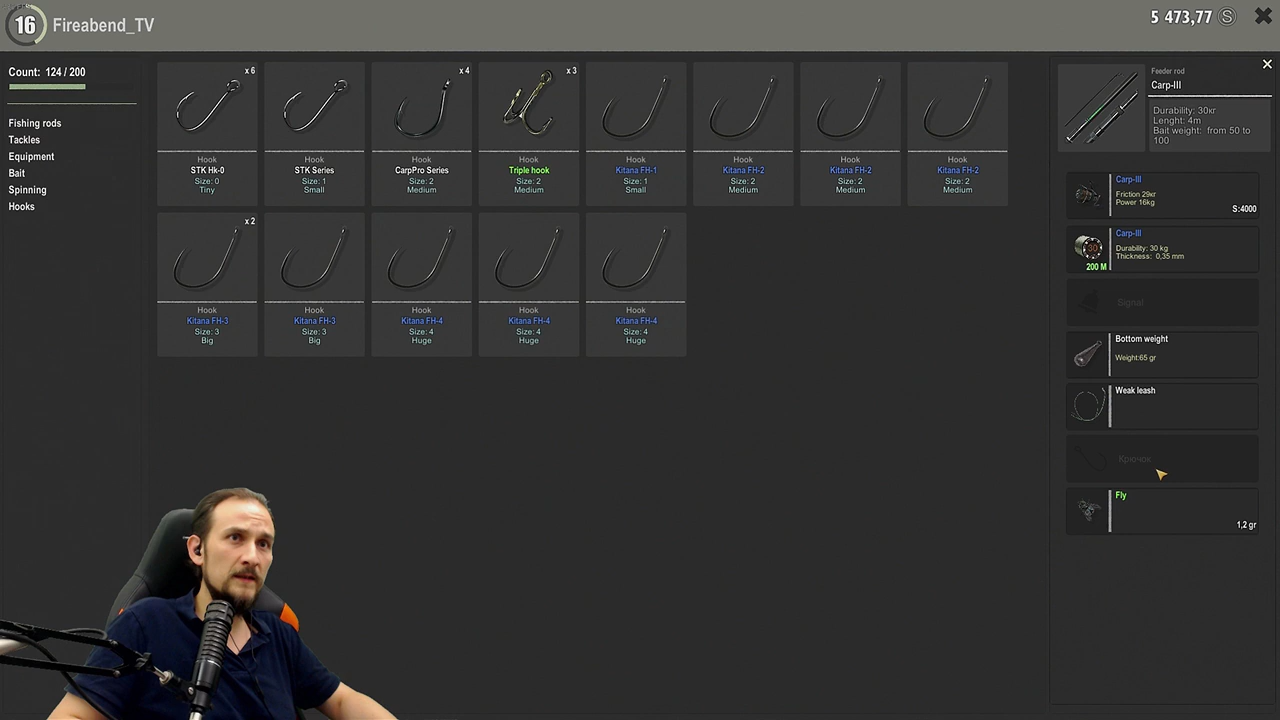 16 Fireabend_TV
5 473,77 S
Count: 124 / 200
Fishing rods
Tackles
Equipment
Bait
Spinning
Hooks
x 6
Hook
STK Hk-0
Size: 0
Tiny
Hook
STK Series
Size: 1
Small
x 4
Hook
CarpPro Series
Size: 2
Medium
x 3
Hook
Triple hook
Size: 2
Medium
Hook
Kitana FH-1
Size: 1
Small
Hook
Kitana FH-2
Size: 2
Medium
Hook
Kitana FH-2
Size: 2
Medium
Hook
Kitana FH-2
Size: 2
Medium
x 2
Hook
Kitana FH-3
Size: 3
Big
Hook
Kitana FH-3
Size: 3
Big
Hook
Kitana FH-4
Size: 4
Huge
Hook
Kitana FH-4
Size: 4
Huge
Hook
Kitana FH-4
Size: 4
Huge
Feeder rod
Carp-III
Durability: 30кг
Lenght: 4m
Bait weight: from 50 to
100
Carp-III
Friction 29кг
Power 16kg
S:4000
Carp-III
Durability: 30 kg
Thickness: 0,35 mm
30
200 M
Signal
Bottom weight
Weight:65 gr
Weak leash
Крючок
Fly
1,2 gr